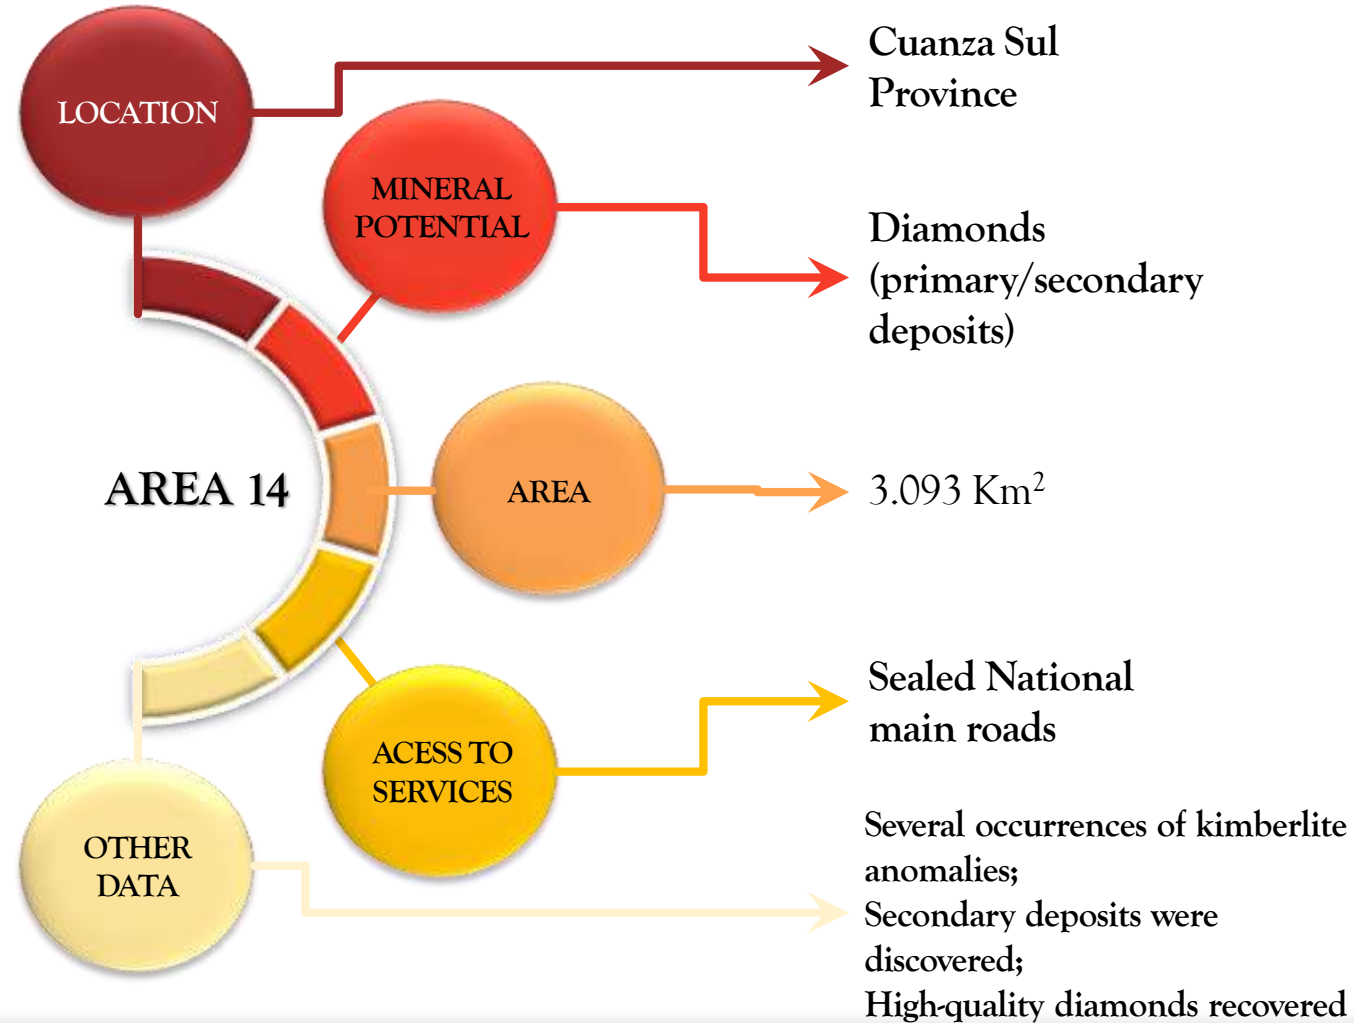 LOCATION
Cuanza Sul
Province
MINERAL
POTENTIAL
Diamonds
(primary/secondary
deposits)
AREA 14
AREA
3.093 Km²
ACESS TO
SERVICES
Sealed National
main roads
OTHER
DATA
Several occurrences of kimberlite
anomalies;
Secondary deposits were
discovered;
High-quality diamonds recovered